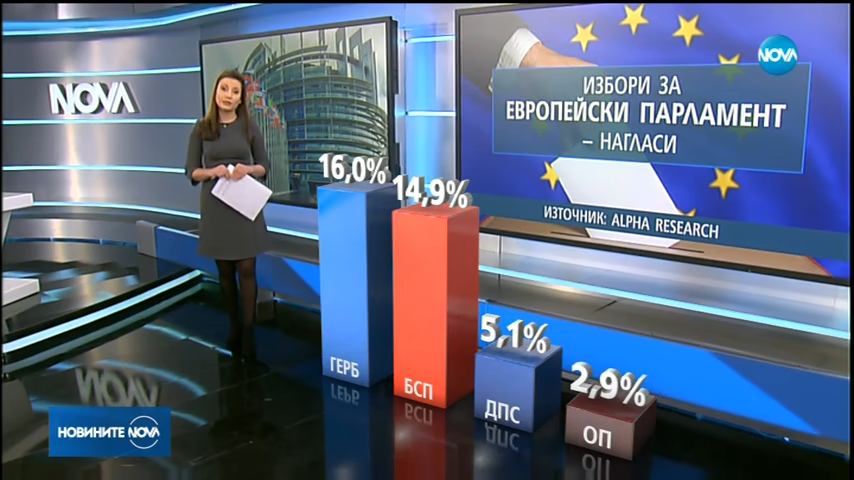 NOVA
NOVA
ИЗБОРИ ЗА
ЕВРОПЕЙСКИ ПАРЛАМЕНТ
– НАГЛАСИ
ИЗТОЧНИК: ALPHA RESEARCH
16,0%
14,9%
5,1%
2,9%
ГЕРБ
БСП
ДПС
ОП
НОВИНИТЕ NOVA